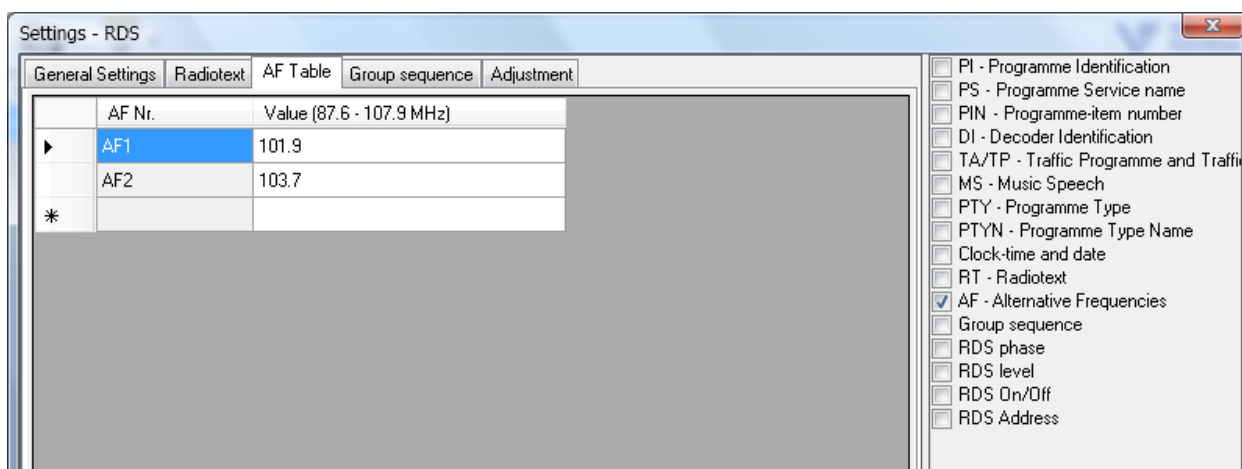 Settings - RDS
General Settings Radiotext AF Table Group sequence Adjustment
AF Nr. Value (87.6 - 107.9 MHz)
AF1 101.9
AF2 103.7
PI - Programme Identification
PS - Programme Service name
PIN - Programme-item number
DI - Decoder Identification
TA/TP - Traffic Programme and Traffi
MS - Music Speech
PTY - Programme Type
PTYN - Programme Type Name
Clock-time and date
RT - Radiotext
AF - Alternative Frequencies
Group sequence
RDS phase
RDS level
RDS On/Off
RDS Address